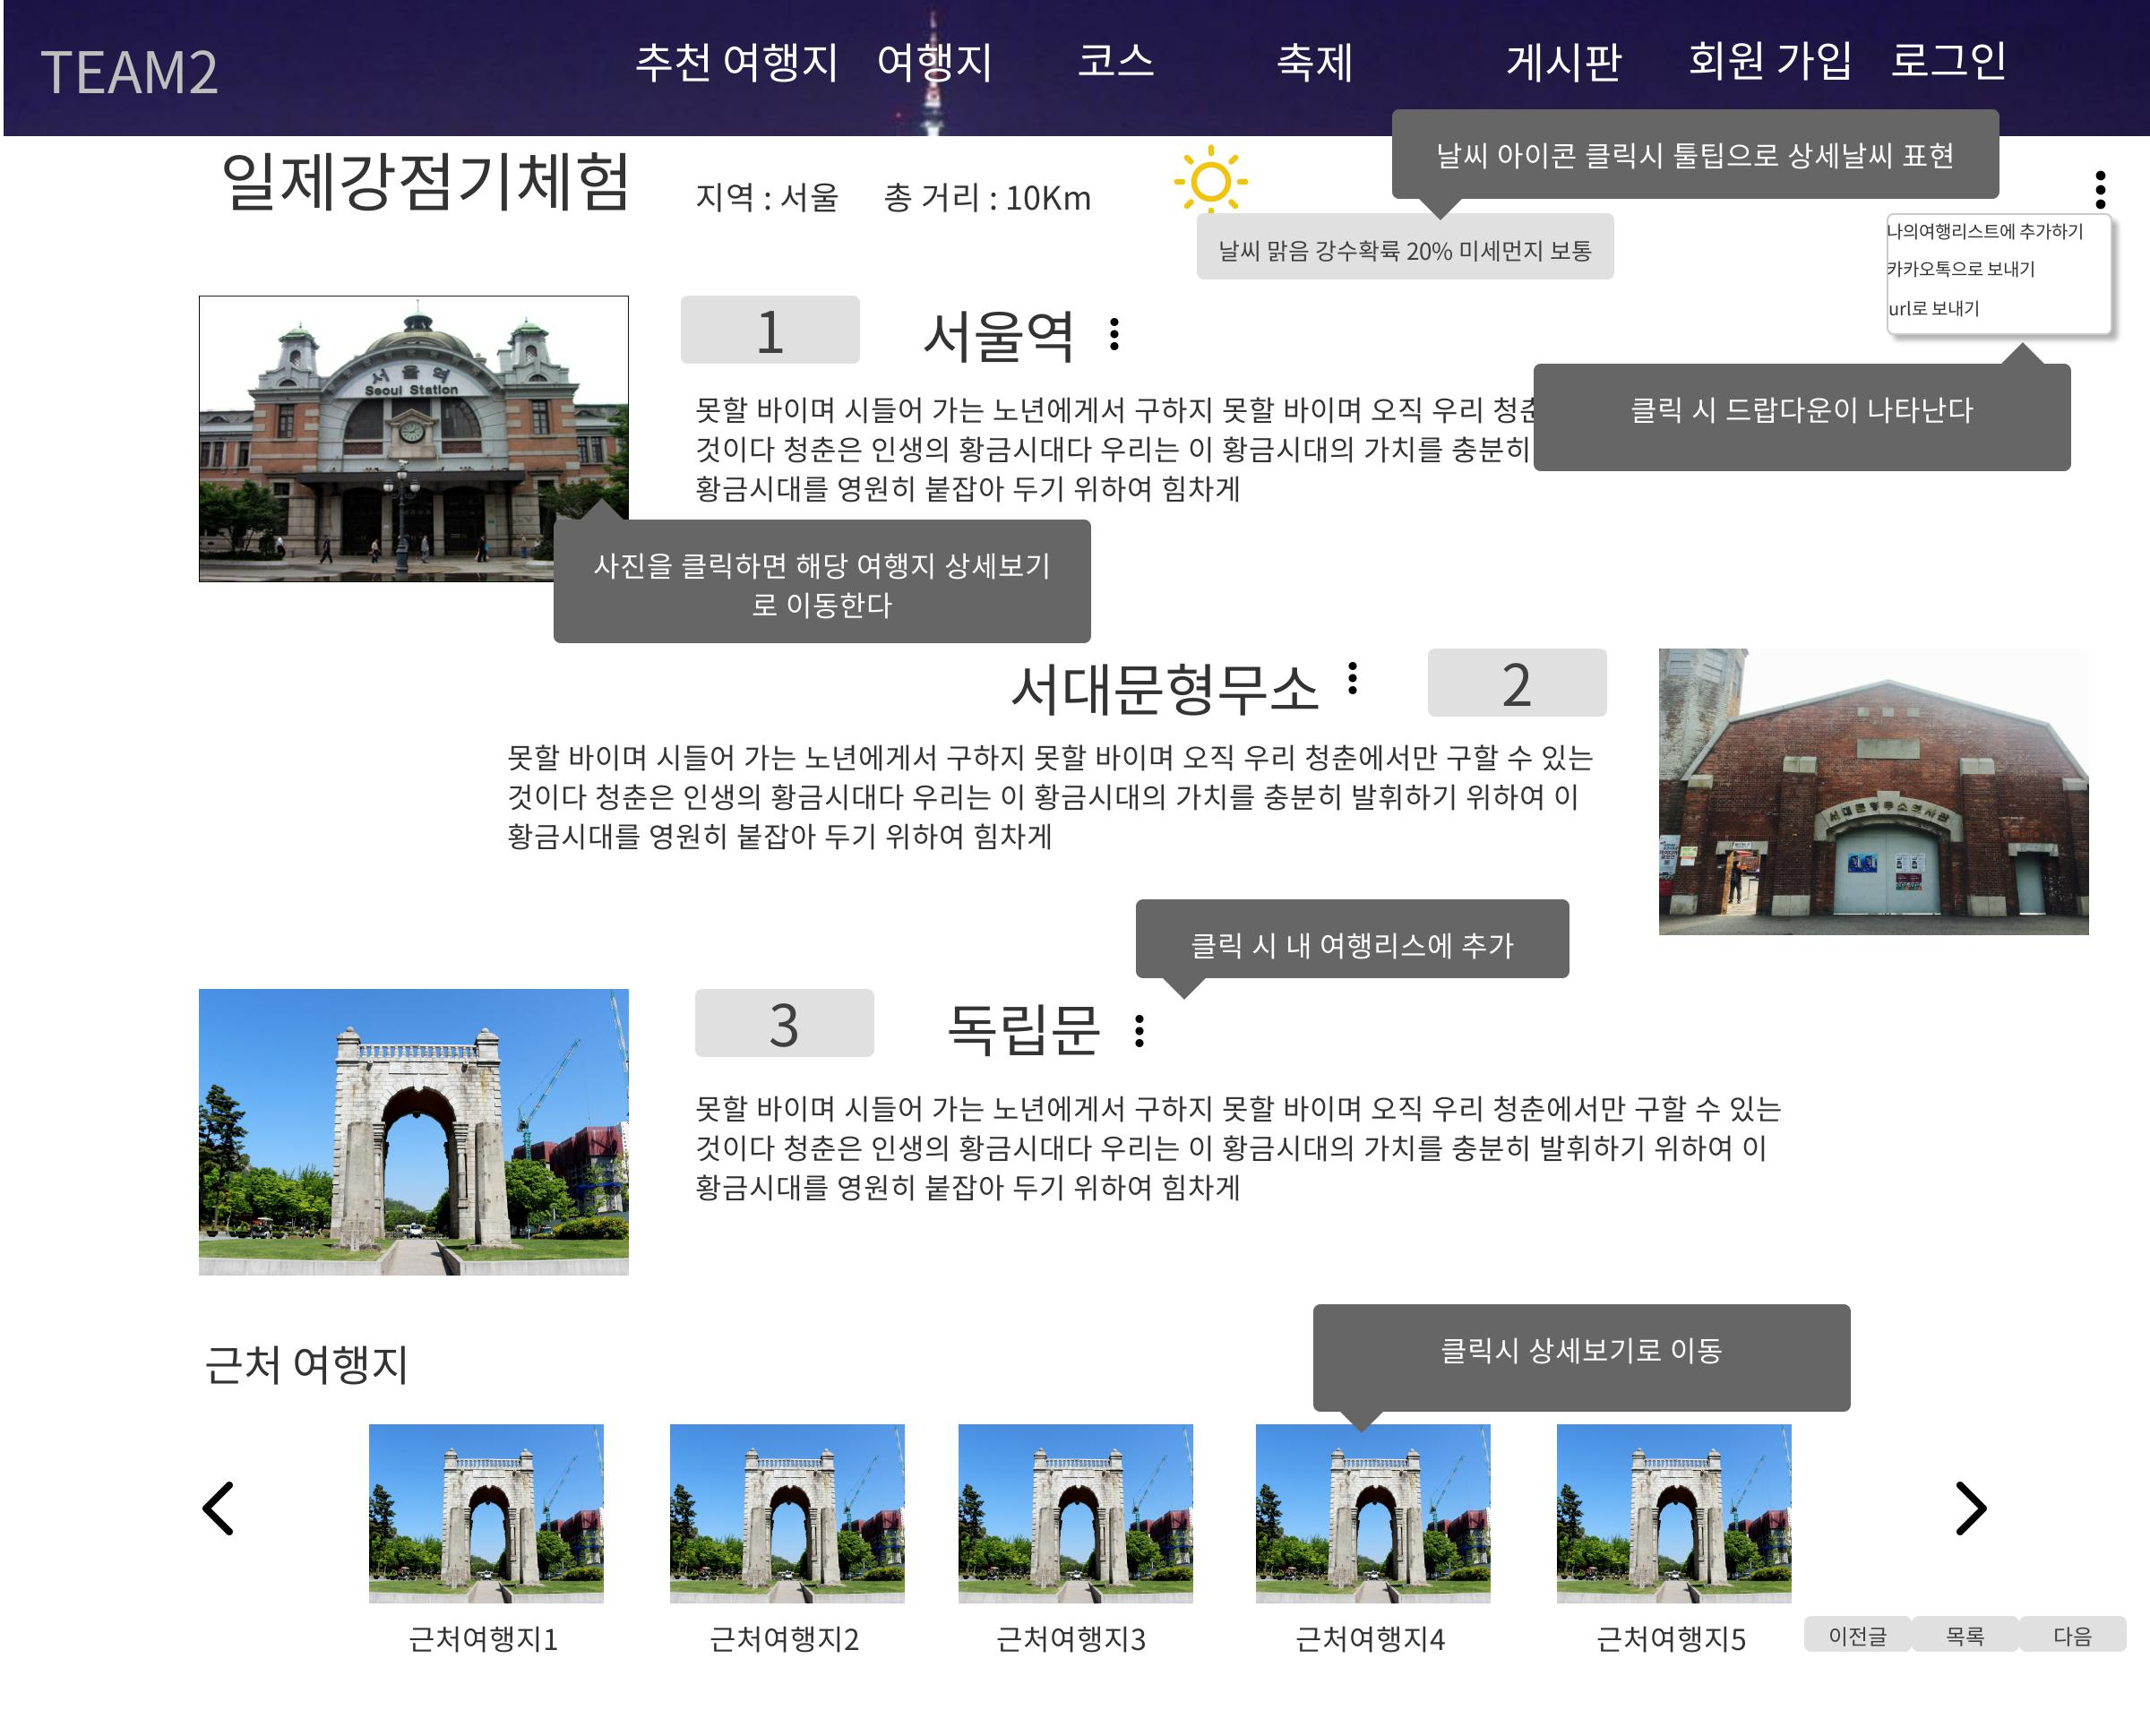 TEAM2
추천 여행지 여행지 코스 축제 게시판 회원 가입 로그인
날씨 아이콘 클릭시 툴팁으로 상세날씨 표현
일제강점기체험
지역 : 서울 총 거리 : 10Km
날씨 맑음 강수확률 20% 미세먼지 보통
나의여행리스트에 추가하기
카카오톡으로 보내기
url로 보내기
클릭 시 드랍다운이 나타난다
서울역
Seoul Station
1 서울역
못할 바이며 시들어 가는 노년에게서 구하지 못할 바이며 오직 우리 청춘
것이다 청춘은 인생의 황금시대다 우리는 이 황금시대의 가치를 충분히
황금시대를 영원히 붙잡아 두기 위하여 힘차게
사진을 클릭하면 해당 여행지 상세보기
로 이동한다
서대문형무소 2
못할 바이며 시들어 가는 노년에게서 구하지 못할 바이며 오직 우리 청춘에서만 구할 수 있는
것이다 청춘은 인생의 황금시대다 우리는 이 황금시대의 가치를 충분히 발휘하기 위하여 이
황금시대를 영원히 붙잡아 두기 위하여 힘차게
서대문형무소역사관
클릭 시 내 여행리스에 추가
3 독립문
못할 바이며 시들어 가는 노년에게서 구하지 못할 바이며 오직 우리 청춘에서만 구할 수 있는
것이다 청춘은 인생의 황금시대다 우리는 이 황금시대의 가치를 충분히 발휘하기 위하여 이
황금시대를 영원히 붙잡아 두기 위하여 힘차게
클릭시 상세보기로 이동
근처 여행지
근처여행지1 근처여행지2 근처여행지3 근처여행지4 근처여행지5
이전글 목록 다음